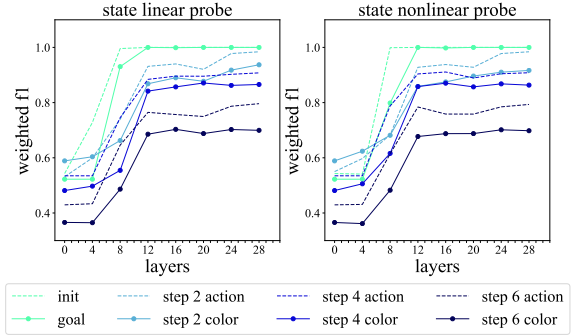 state linear probe
state nonlinear probe
weighted f1
1.0
0.8
0.6
0.4
0 4 8 12 16 20 24 28
layers
weighted f1
1.0
0.8
0.6
0.4
0 4 8 12 16 20 24 28
layers
init
step 2 action
step 4 action
step 6 action
goal
step 2 color
step 4 color
step 6 color